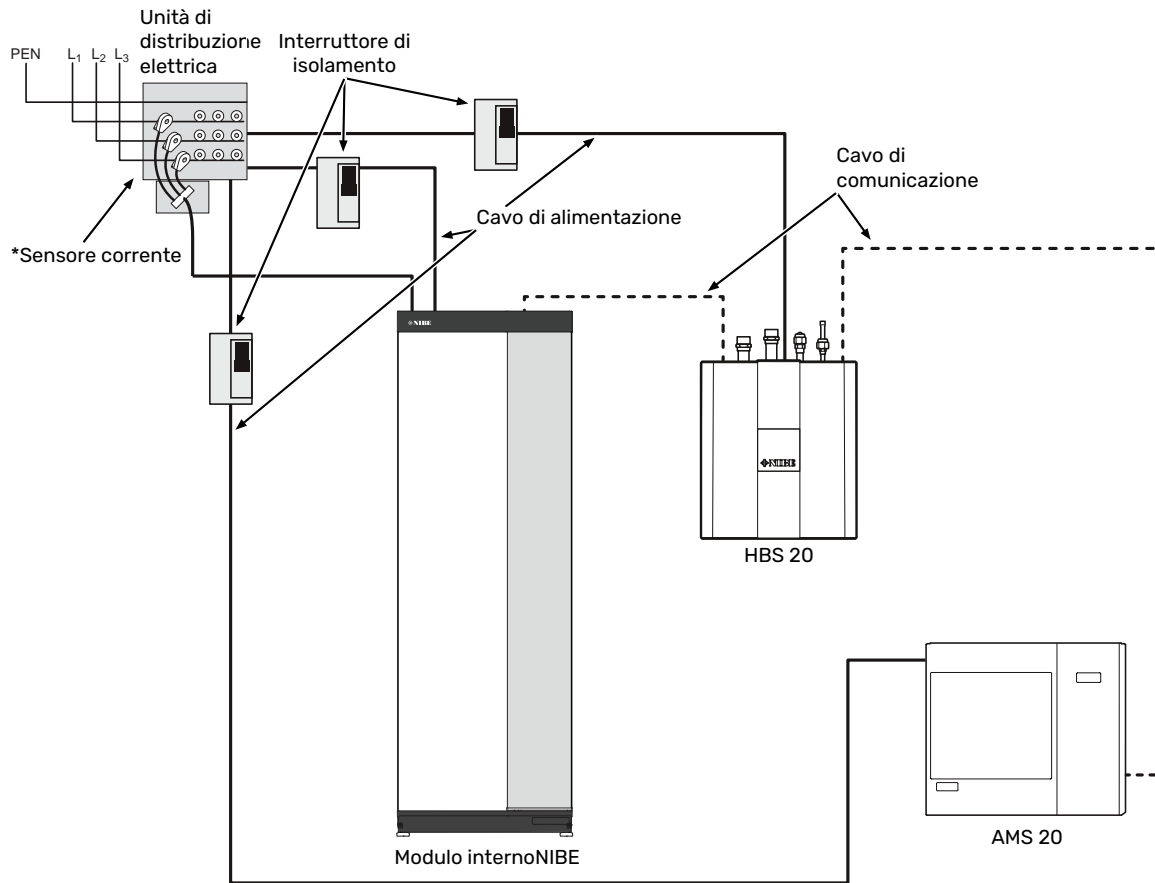 Unità di
distribuzione
elettrica
Interruttore di
isolamento
PEN L1 L2 L3
Cavo di
comunicazione
Cavo di alimentazione
*Sensore corrente
NIBE
NIBE
HBS 20
AMS 20
Modulo internoNIBE